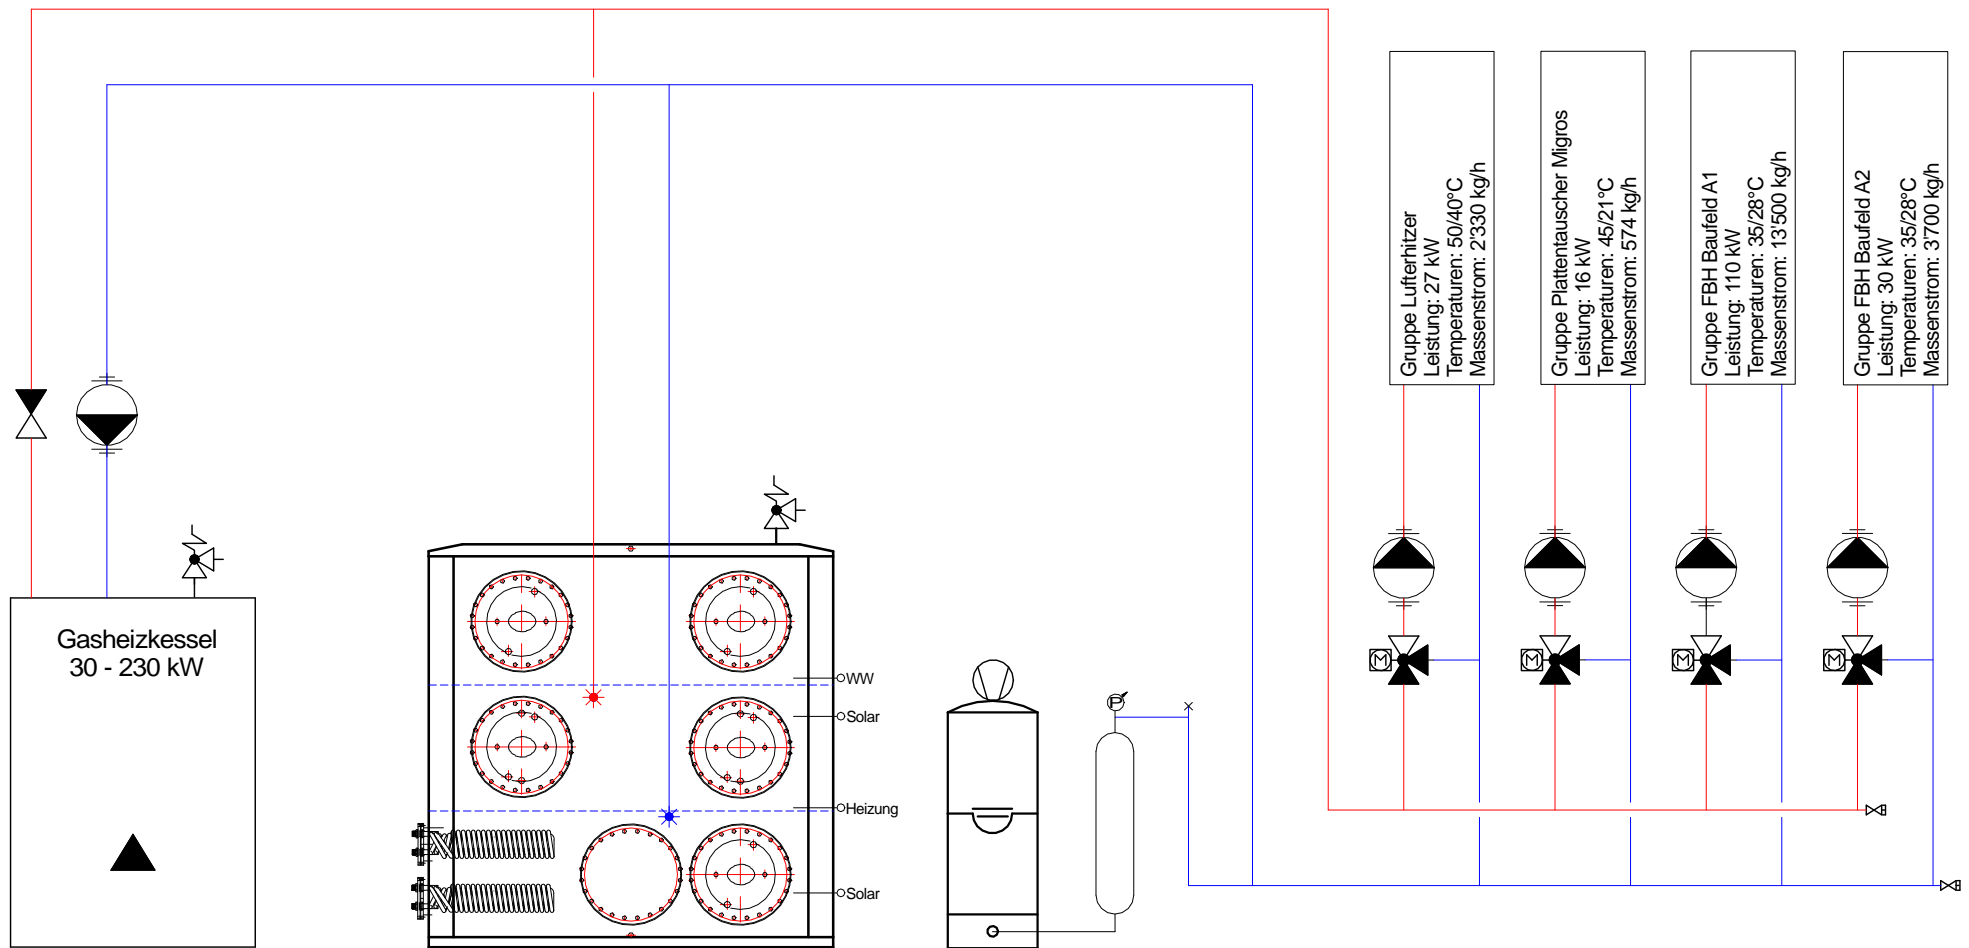 Gasheizkessel
30 - 230 kW
WW
Solar
Heizung
Solar
P
Gruppe Lufterhitzer
Leistung: 27 kW
Temperaturen: 50/40°C
Massenstrom: 2'330 kg/h
Gruppe Plattentauscher Migros
Leistung: 16 kW
Temperaturen: 45/21°C
Massenstrom: 574 kg/h
Gruppe FBH Baufeld A1
Leistung: 110 kW
Temperaturen: 35/28°C
Massenstrom: 13'500 kg/h
Gruppe FBH Baufeld A2
Leistung: 30 kW
Temperaturen: 35/28°C
Massenstrom: 3'700 kg/h
M
M
M
M